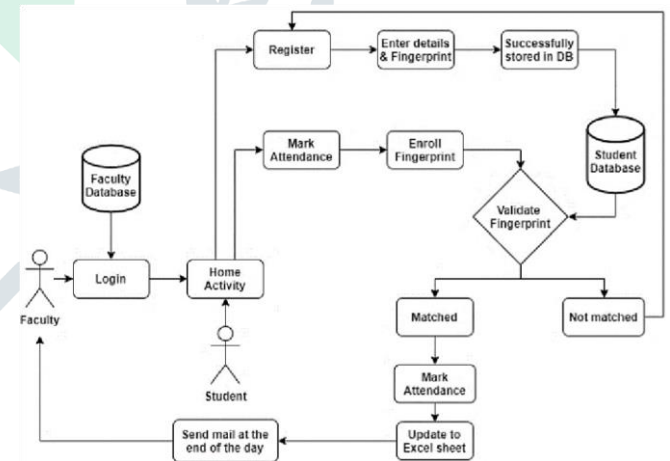 Register
Enter details
& Fingerprint
Successfully
stored in DB
Mark
Attendance
Enroll
Fingerprint
Student
Database
Faculty
Database
Validate
Fingerprint
Login
Home
Activity
Faculty
Student
Matched
Not matched
Mark
Attendance
Send mail at the
end of the day
Update to
Excel sheet